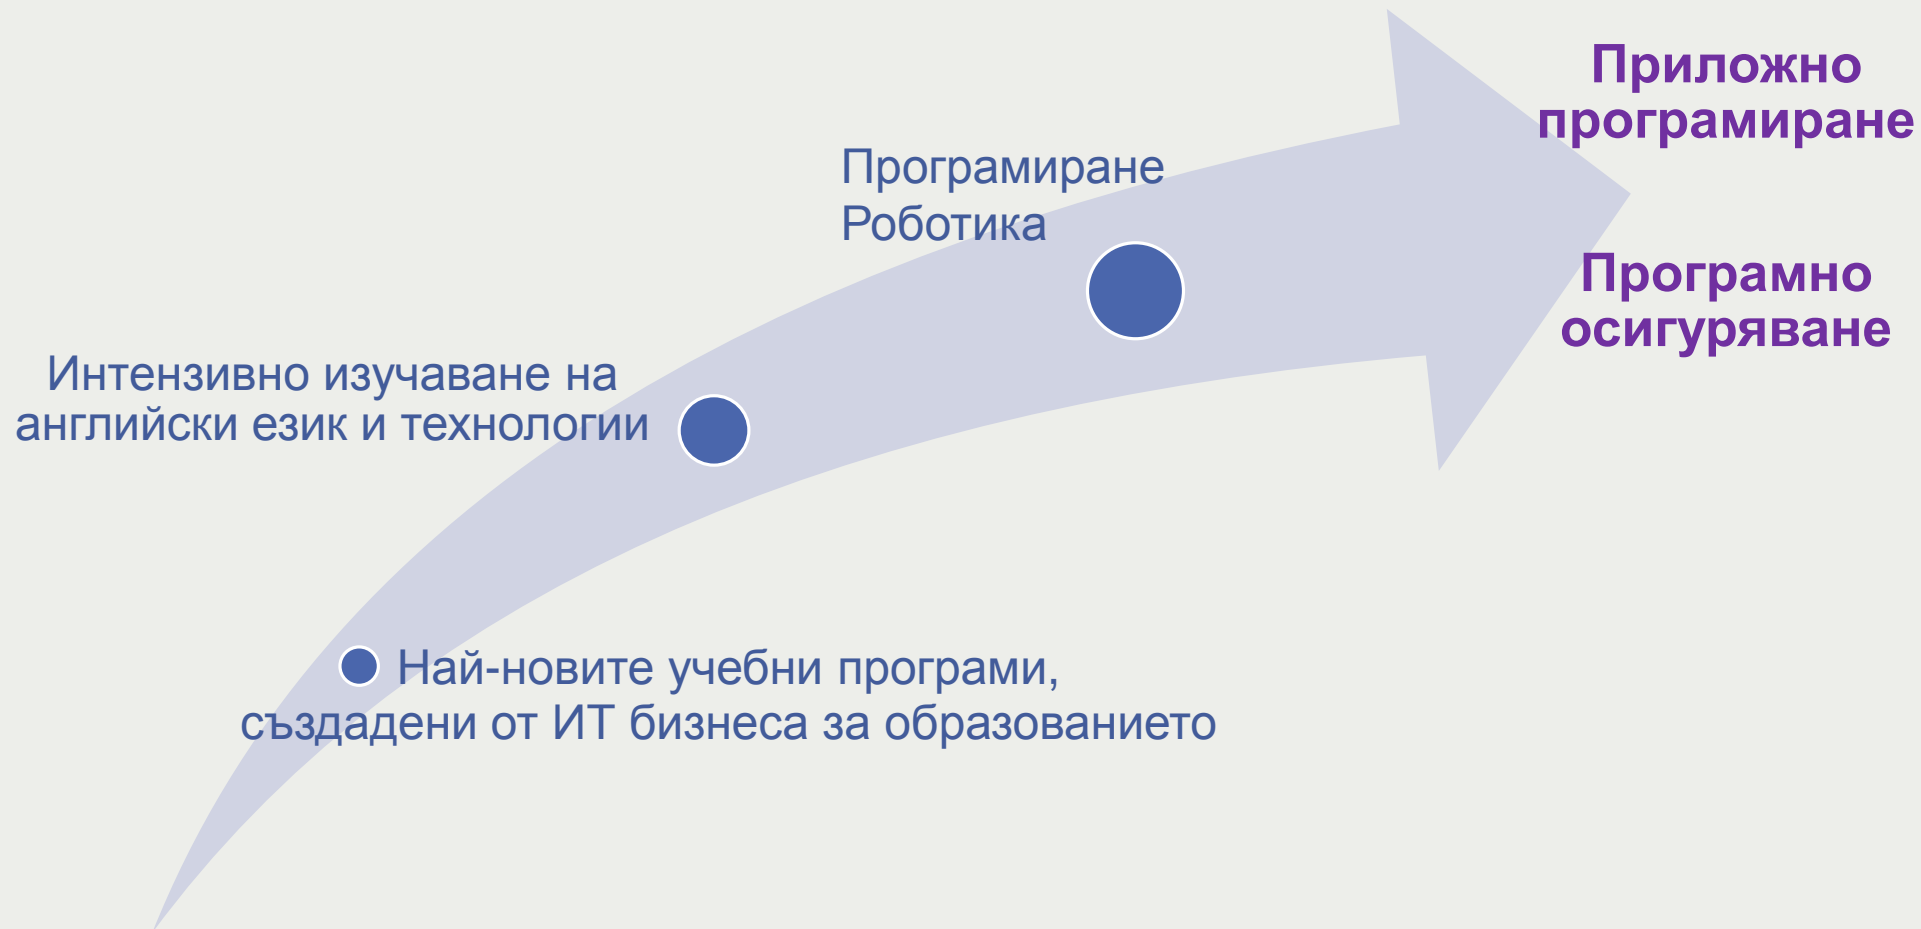 Приложно
програмиране
Програмиране
Роботика
Програмно
осигуряване
Интензивно изучаване на
английски език и технологии
Най-новите учебни програми,
създадени от ИТ бизнеса за образованието